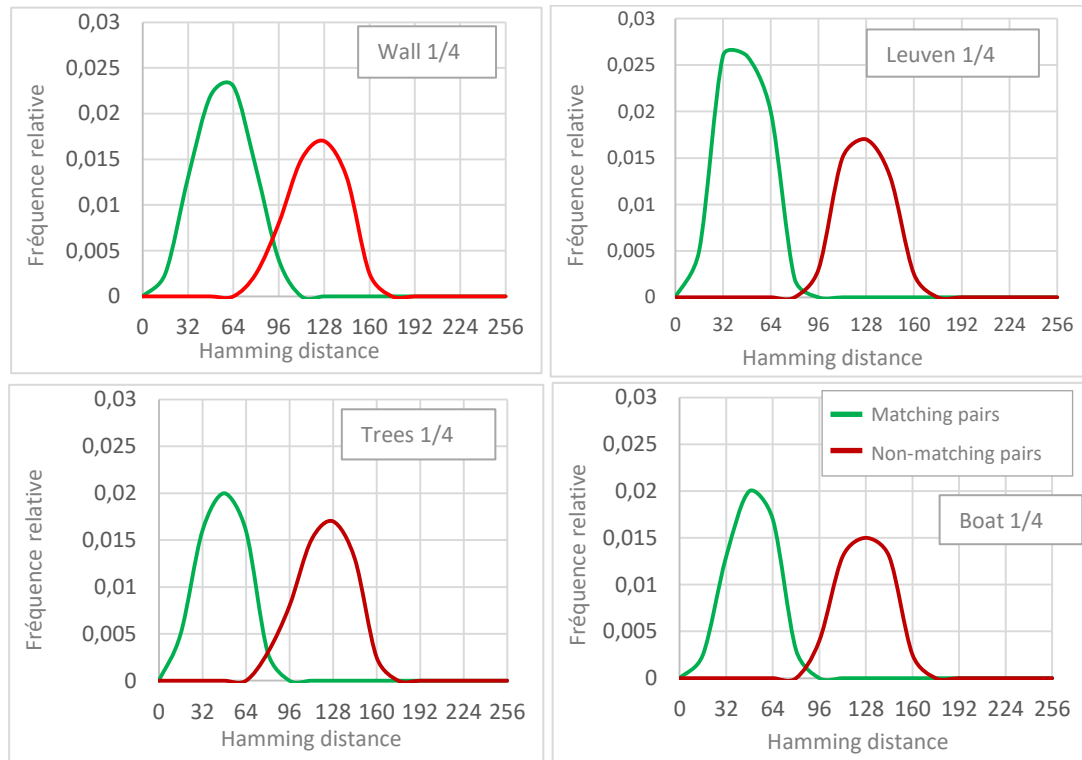 Wall 1/4
Fréquence relative
0,03
0,025
0,02
0,015
0,01
0,005
0
0 32 64 96 128 160 192 224 256
Hamming distance
Leuven 1/4
Fréquence relative
0,03
0,025
0,02
0,015
0,01
0,005
0
0 32 64 96 128 160 192 224 256
Hamming distance
Trees 1/4
Fréquence relative
0,03
0,025
0,02
0,015
0,01
0,005
0
0 32 64 96 128 160 192 224 256
Hamming distance
Matching pairs
Non-matching pairs
Boat 1/4
Fréquence relative
0,03
0,025
0,02
0,015
0,01
0,005
0
0 32 64 96 128 160 192 224 256
Hamming distance